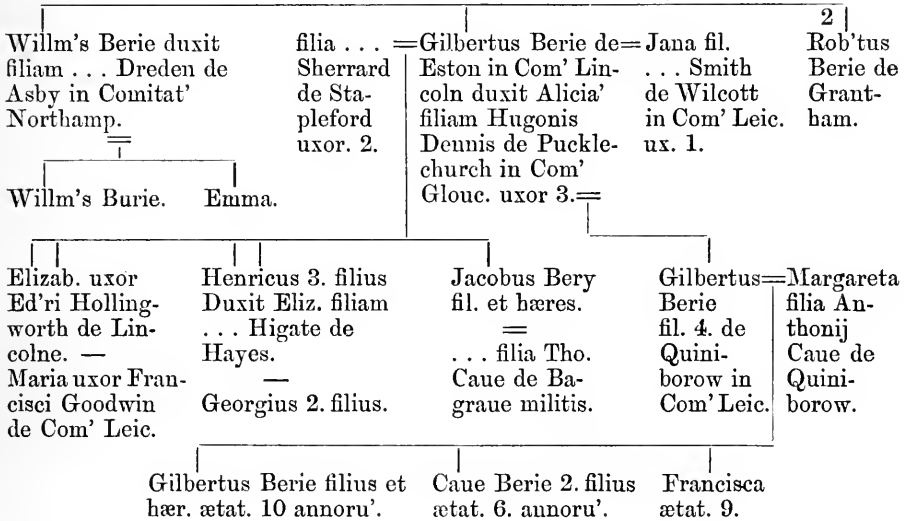 2
Willm's Berie duxit
filiam . . . Dreden de
Asby in Comitat'
Northamp.
=
filia . . .
Sherrard
de Sta-
pleford
uxor. 2.
=Gilbertus Berie de=
Eston in Com' Lin-
coln duxit Alicia'
filiam Hugonis
Dennis de Puckle-
church in Com'
Glouc. uxor 3.=
Jana fil.
. . . Smith
de Wilcott
in Com' Leic.
ux. 1.
Rob'tus
Berie de
Grant-
ham.
Willm's Burie.
Emma.
Elizab. uxor
Ed'ri Holling-
worth de Lin-
colne. —
Maria uxor Fran-
cisci Goodwin
de Com' Leic.
Henricus 3. filius
Duxit Eliz. filiam
. . . Higate de
Hayes.
—
Georgius 2. filius.
Jacobus Bery
fil. et hæres.
=
. . . filia Tho.
Caue de Ba-
graue militis.
Gilbertus=
Berie
fil. 4. de
Quini-
borow in
Com' Leic.
Margareta
filia An-
thonij
Caue de
Quini-
borow.
Gilbertus Berie filius et
hær. ætat. 10 annoru'.
Caue Berie 2. filius
ætat. 6. annoru'.
Francisca
ætat. 9.